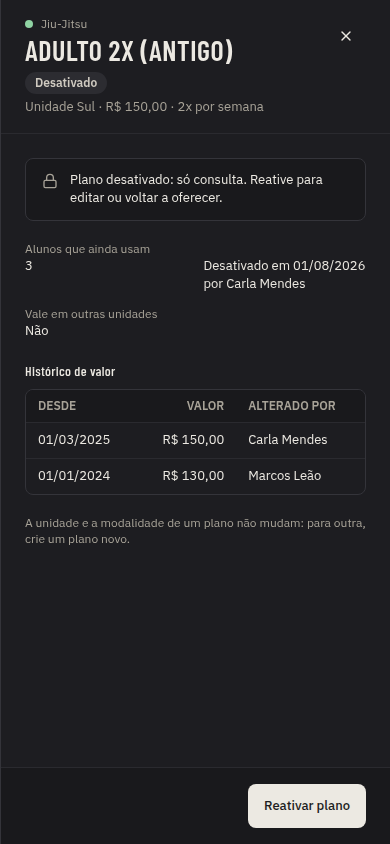 Jiu-Jitsu
ADULTO 2X (ANTIGO)
Desativado
Unidade Sul · R$ 150,00 · 2x por semana
Plano desativado: só consulta. Reative para
editar ou voltar a oferecer.
Alunos que ainda usam
3
Desativado em 01/08/2026
por Carla Mendes
Vale em outras unidades
Não
Histórico de valor
DESDE VALOR ALTERADO POR
01/03/2025 R$ 150,00 Carla Mendes
01/01/2024 R$ 130,00 Marcos Leão
A unidade e a modalidade de um plano não mudam: para outra,
crie um plano novo.
Reativar plano